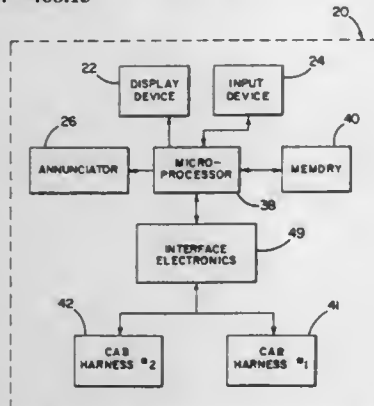 20
22
DISPLAY
DEVICE
INPUT
DEVICE
24
26
ANNUNCIATOR
MICRO-
PROCESSOR
38
MEMORY
40
INTERFACE
ELECTRONICS
49
42
CAB
HARNESS #2
41
CAB
HARNESS #1